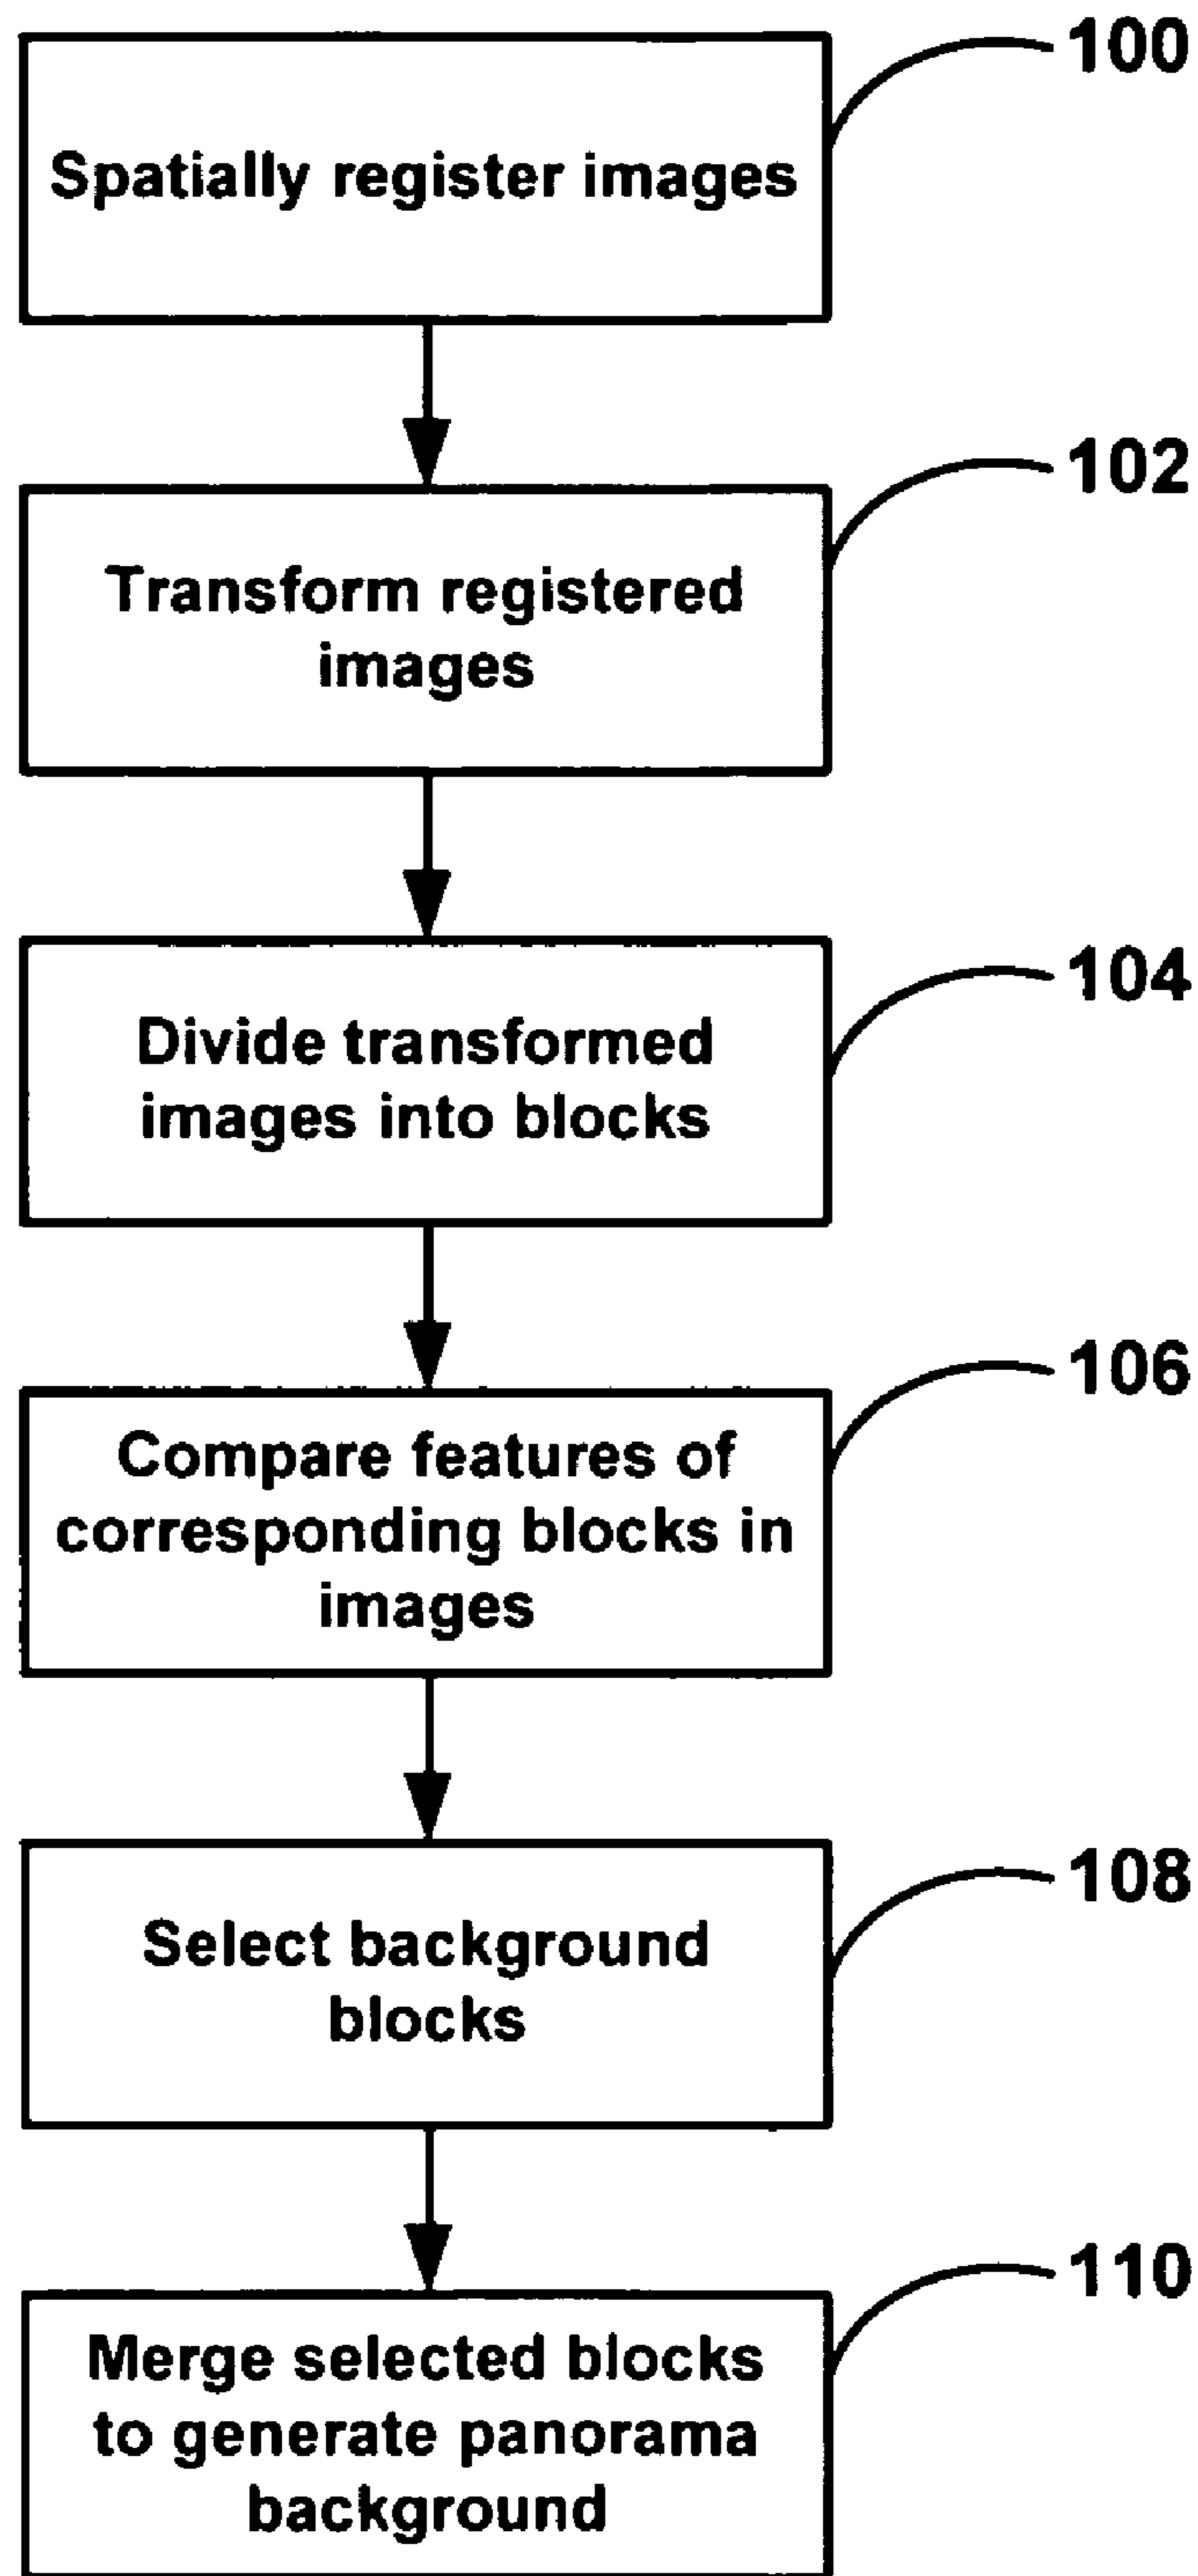 100
Spatially register images
102
Transform registered
images
104
Divide transformed
images into blocks
106
Compare features of
corresponding blocks in
images
108
Select background
blocks
110
Merge selected blocks
to generate panorama
background